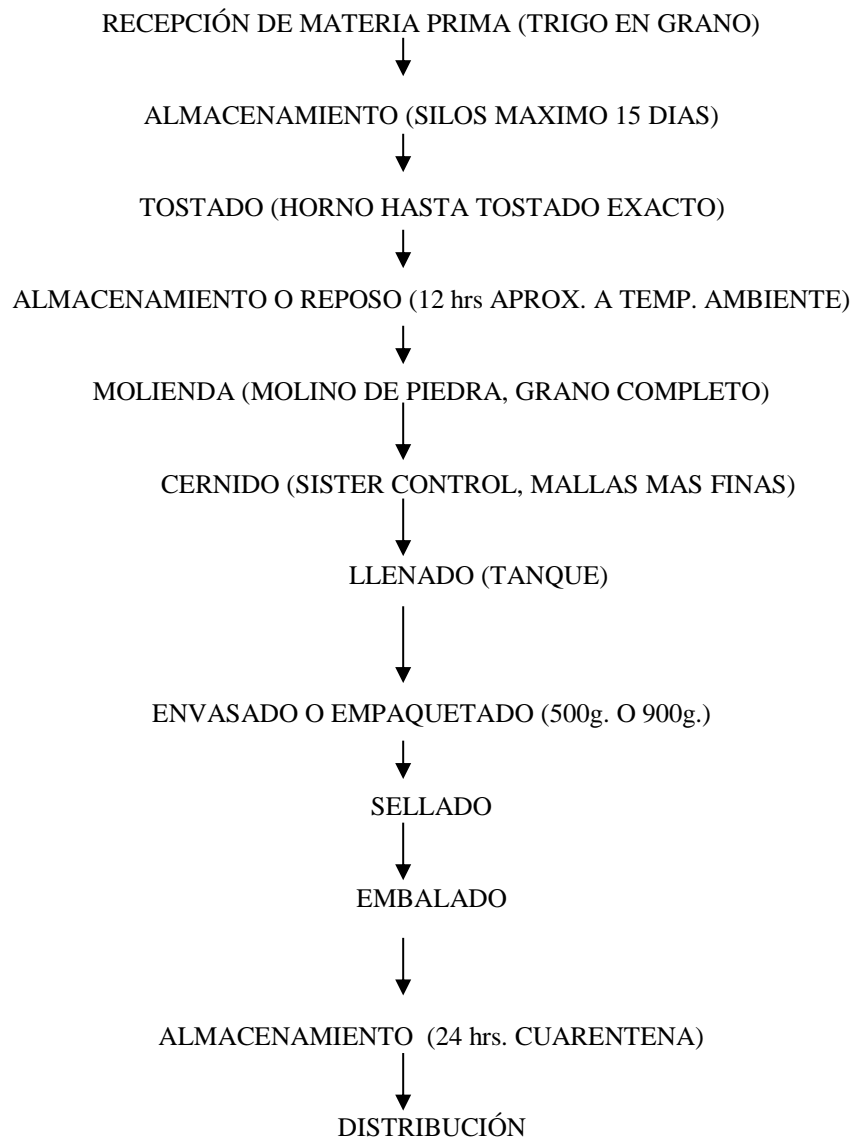 RECEPCIÓN DE MATERIA PRIMA (TRIGO EN GRANO)
ALMACENAMIENTO (SILOS MAXIMO 15 DIAS)
TOSTADO (HORNO HASTA TOSTADO EXACTO)
ALMACENAMIENTO O REPOSO (12 hrs APROX. A TEMP. AMBIENTE)
MOLIENDA (MOLINO DE PIEDRA, GRANO COMPLETO)
CERNIDO (SISTER CONTROL, MALLAS MAS FINAS)
LLENADO (TANQUE)
ENVASADO O EMPAQUETADO (500g. O 900g.)
SELLADO
EMBALADO
ALMACENAMIENTO (24 hrs. CUARENTENA)
DISTRIBUCIÓN